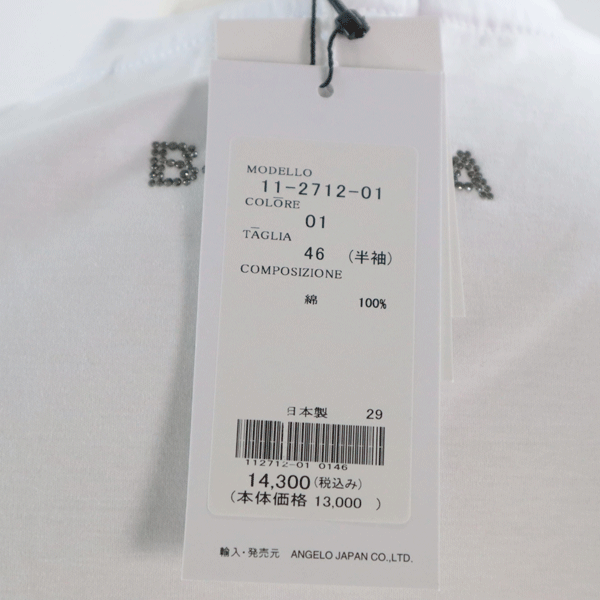 B A
MODELLO
11-2712-01
COLORE
01
TAGLIA
46 (半袖)
COMPOSIZIONE
綿 100%
日本製 29
112712-01 0146
14,300(税込み)
(本体価格 13,000 )
輸入・発売元 ANGELO JAPAN CO.,LTD.